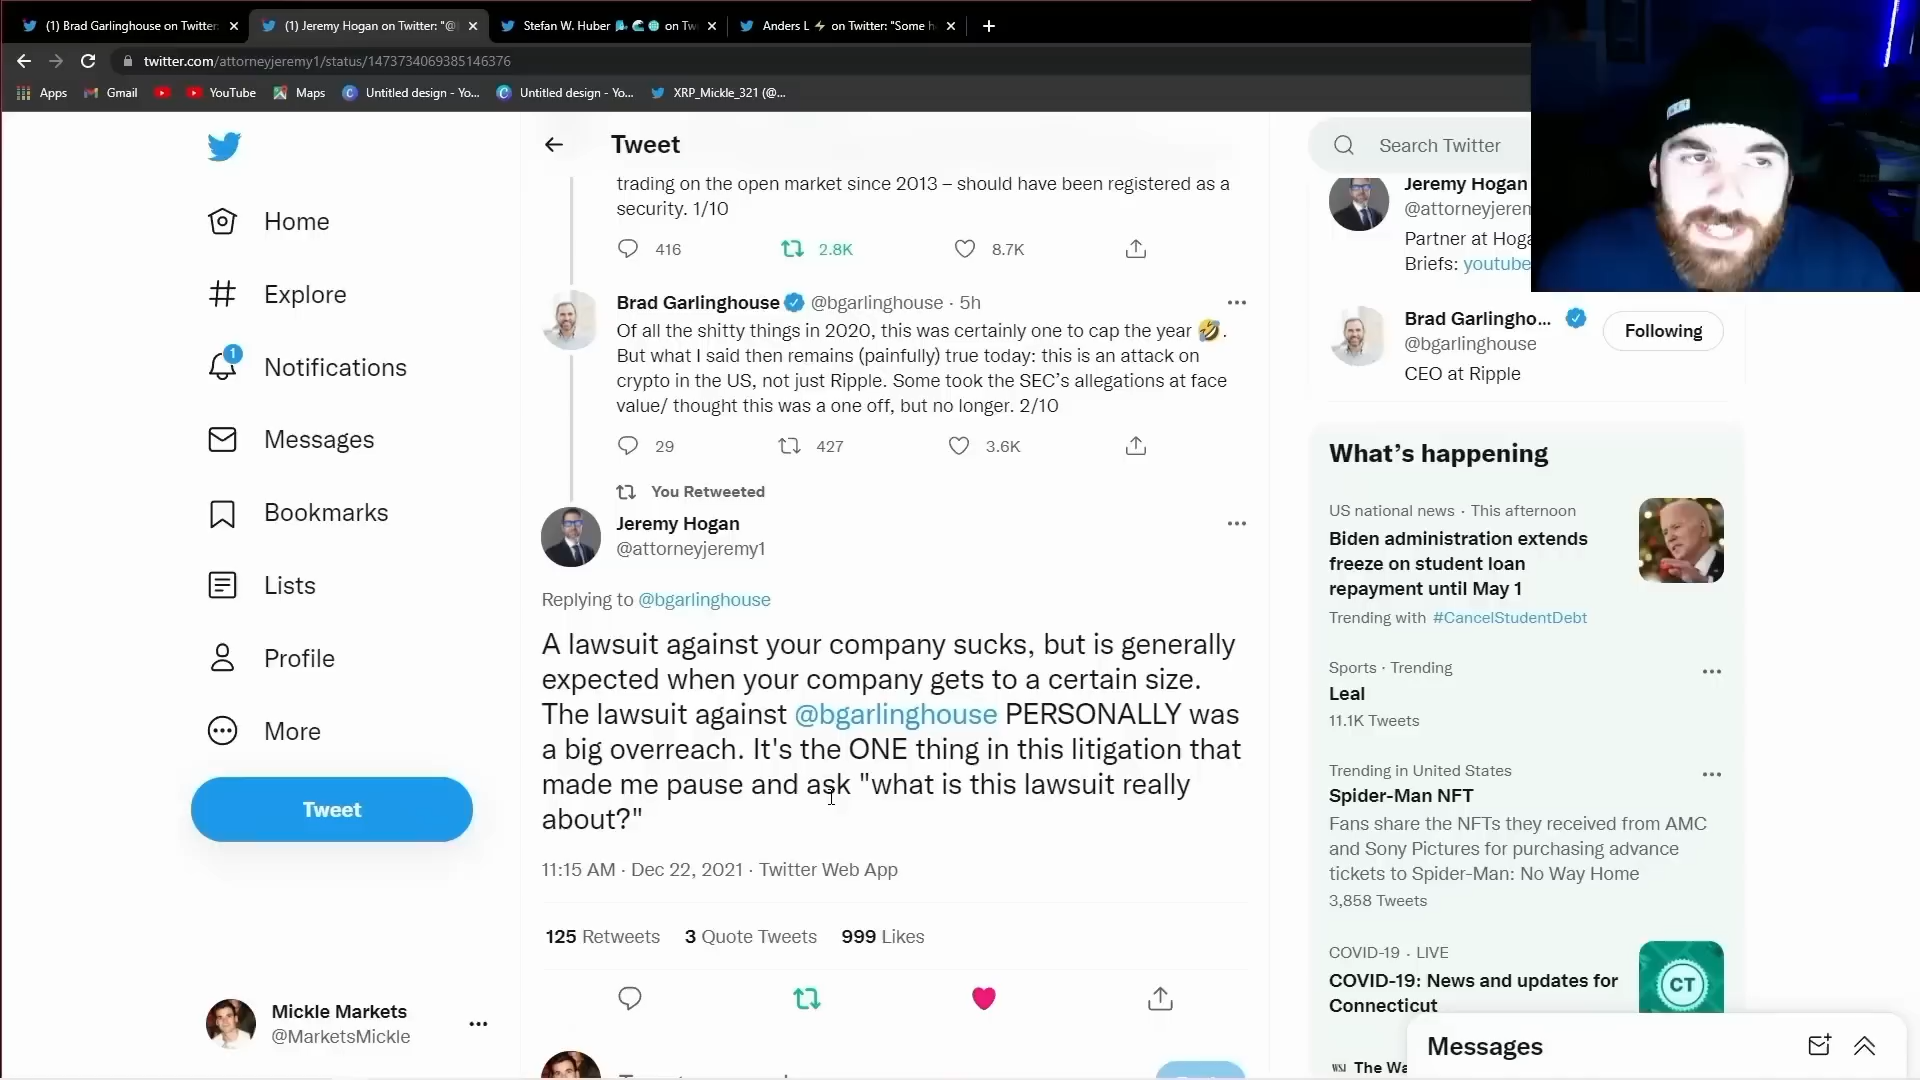 (1) Brad Garlinghouse on Twitter:
(1) Jeremy Hogan on Twitter: "@
Stefan W. Huber 🌬️🌊🌐 on Tw
Anders L ⚡ on Twitter: "Some h
twitter.com/attorneyjeremy1/status/1473734069385146376
Apps
Gmail
YouTube
Maps
Untitled design - Yo...
Untitled design - Yo...
XRP_Mickle_321 (@...
Home
Explore
1
Notifications
Messages
Bookmarks
Lists
Profile
More
Tweet
Mickle Markets
@MarketsMickle
Tweet
trading on the open market since 2013 – should have been registered as a
security. 1/10
416 2.8K 8.7K
Brad Garlinghouse @bgarlinghouse · 5h
Of all the shitty things in 2020, this was certainly one to cap the year 🤣.
But what I said then remains (painfully) true today: this is an attack on
crypto in the US, not just Ripple. Some took the SEC's allegations at face
value/ thought this was a one off, but no longer. 2/10
29 427 3.6K
You Retweeted
Jeremy Hogan
@attorneyjeremy1
Replying to @bgarlinghouse
A lawsuit against your company sucks, but is generally
expected when your company gets to a certain size.
The lawsuit against @bgarlinghouse PERSONALLY was
a big overreach. It's the ONE thing in this litigation that
made me pause and ask "what is this lawsuit really
about?"
11:15 AM · Dec 22, 2021 · Twitter Web App
125 Retweets 3 Quote Tweets 999 Likes
Search Twitter
Jeremy Hogan
@attorneyjerem
Partner at Hoga
Briefs: youtube
Brad Garlingho...
@bgarlinghouse
Following
CEO at Ripple
What's happening
US national news · This afternoon
Biden administration extends
freeze on student loan
repayment until May 1
Trending with #CancelStudentDebt
Sports · Trending
Leal
11.1K Tweets
Trending in United States
Spider-Man NFT
Fans share the NFTs they received from AMC
and Sony Pictures for purchasing advance
tickets to Spider-Man: No Way Home
3,858 Tweets
COVID-19 · LIVE
COVID-19: News and updates for
Connecticut
CT
WSJ The Wa
Messages